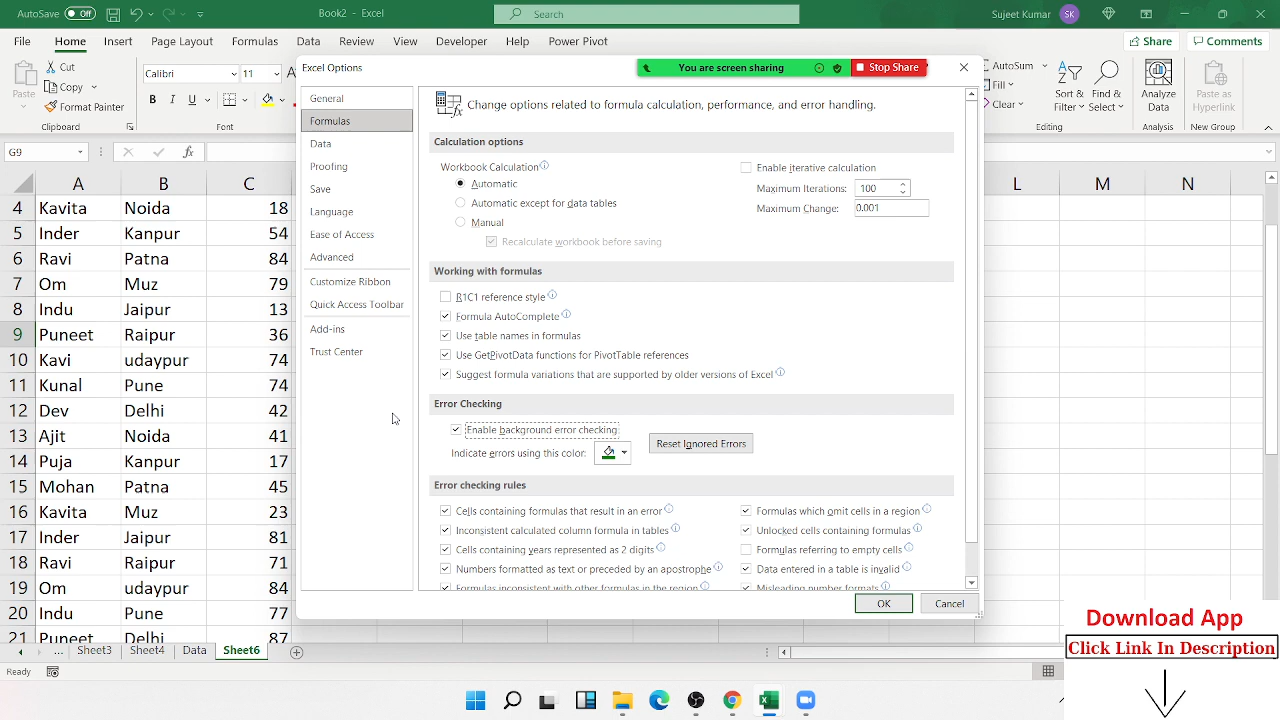 AutoSave Off Book2 - Excel Search Sujeet Kumar SK
File Home Insert Page Layout Formulas Data Review View Developer Help Power Pivot Share Comments
Paste Cut Copy Format Painter
Calibri 11
B I U
Clipboard Font
AutoSum
Fill
Clear
Sort & Filter Find & Select
Editing
Analyze Data
Analysis
Paste as Hyperlink
New Group
Excel Options
You are screen sharing Stop Share
G9 fx
A B C L M N
4 Kavita Noida 18
5 Inder Kanpur 54
6 Ravi Patna 84
7 Om Muz 79
8 Indu Jaipur 13
9 Puneet Raipur 36
10 Kavi udaypur 74
11 Kunal Pune 74
12 Dev Delhi 42
13 Ajit Noida 41
14 Puja Kanpur 17
15 Mohan Patna 45
16 Kavita Muz 23
17 Inder Jaipur 81
18 Ravi Raipur 71
19 Om udaypur 84
20 Indu Pune 77
21 Puneet Delhi 87
General
Formulas
Data
Proofing
Save
Language
Ease of Access
Advanced
Customize Ribbon
Quick Access Toolbar
Add-ins
Trust Center
Change options related to formula calculation, performance, and error handling.
Calculation options
Workbook Calculation
Automatic
Automatic except for data tables
Manual
Recalculate workbook before saving
Enable iterative calculation
Maximum Iterations: 100
Maximum Change: 0.001
Working with formulas
R1C1 reference style
Formula AutoComplete
Use table names in formulas
Use GetPivotData functions for PivotTable references
Suggest formula variations that are supported by older versions of Excel
Error Checking
Enable background error checking
Indicate errors using this color:
Reset Ignored Errors
Error checking rules
Cells containing formulas that result in an error
Inconsistent calculated column formula in tables
Cells containing years represented as 2 digits
Numbers formatted as text or preceded by an apostrophe
Formulas inconsistent with other formulas in the region
Formulas which omit cells in a region
Unlocked cells containing formulas
Formulas referring to empty cells
Data entered in a table is invalid
Misleading number formats
OK Cancel
... Sheet3 Sheet4 Data Sheet6
Ready
Download App
Click Link In Description